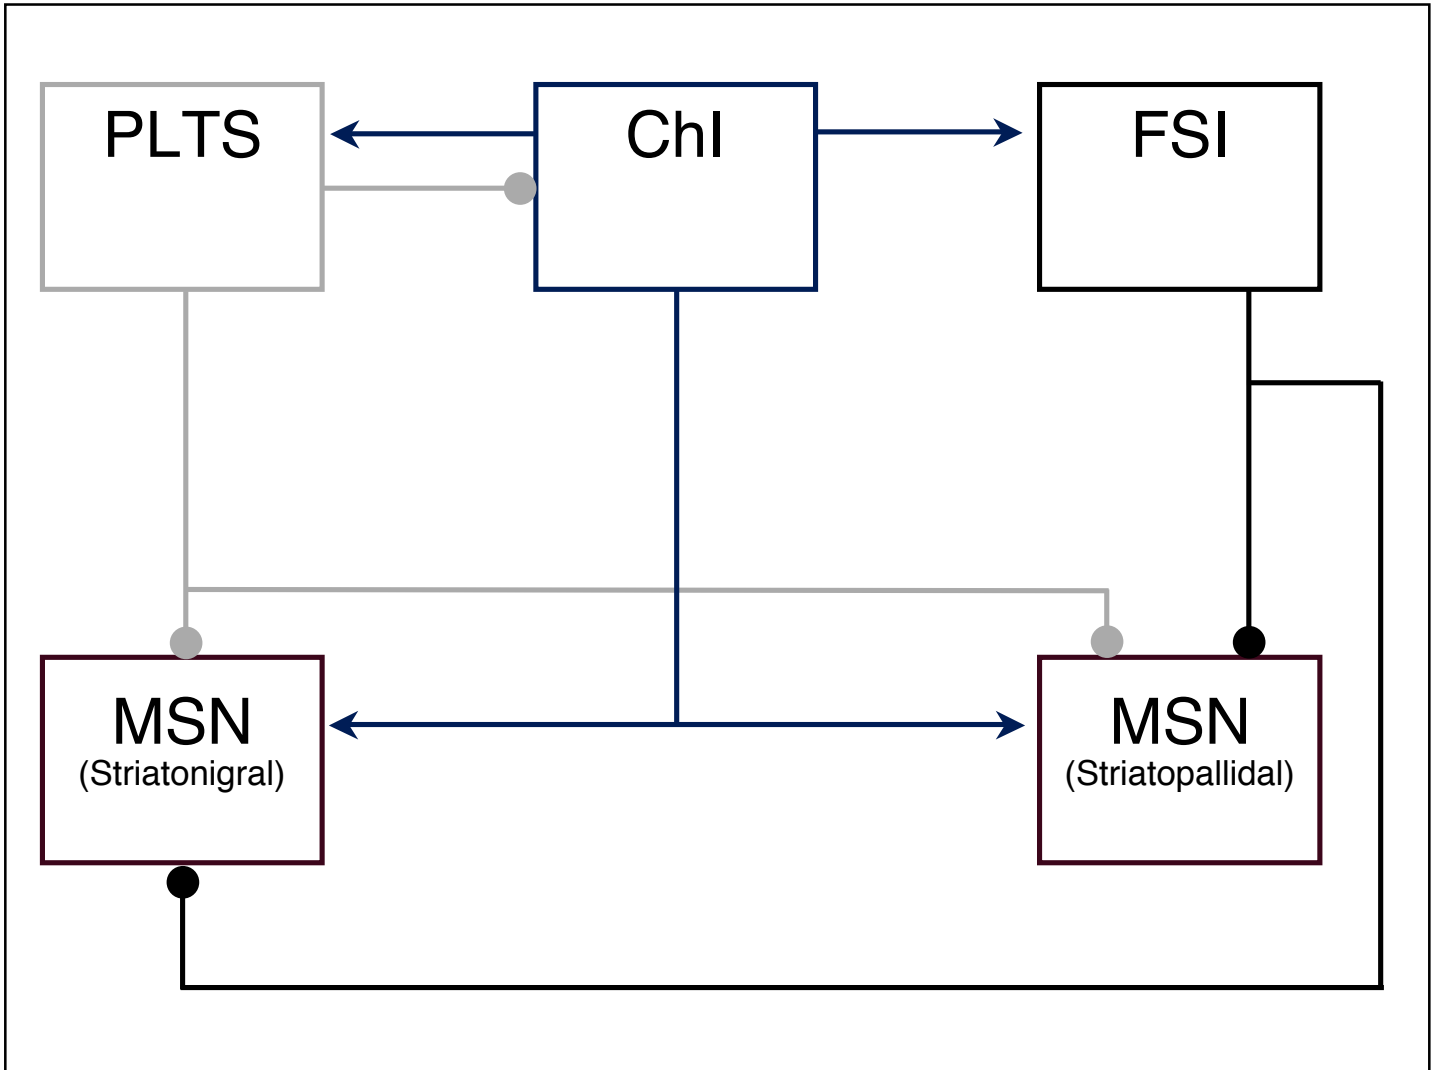 PLTS
ChI
FSI
MSN
(Striatonigral)
MSN
(Striatopallidal)